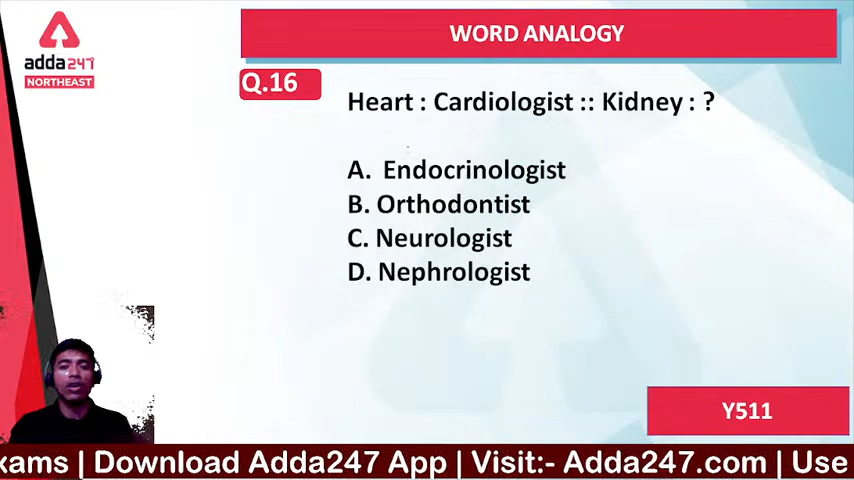 WORD ANALOGY
adda247
NORTHEAST
Q.16
Heart : Cardiologist :: Kidney : ?
A. Endocrinologist
B. Orthodontist
C. Neurologist
D. Nephrologist
Y511
xams | Download Adda247 App | Visit:- Adda247.com | Use